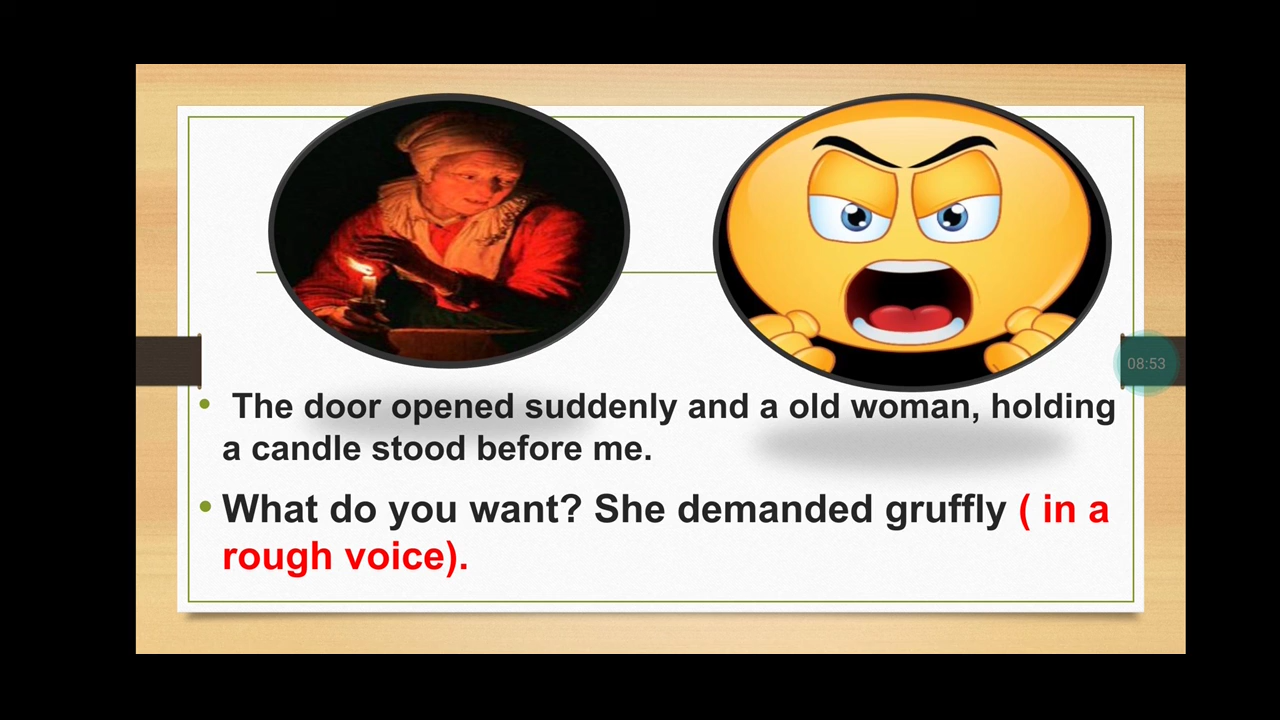 The door opened suddenly and a old woman, holding
a candle stood before me.
What do you want? She demanded gruffly ( in a
rough voice).
08:53